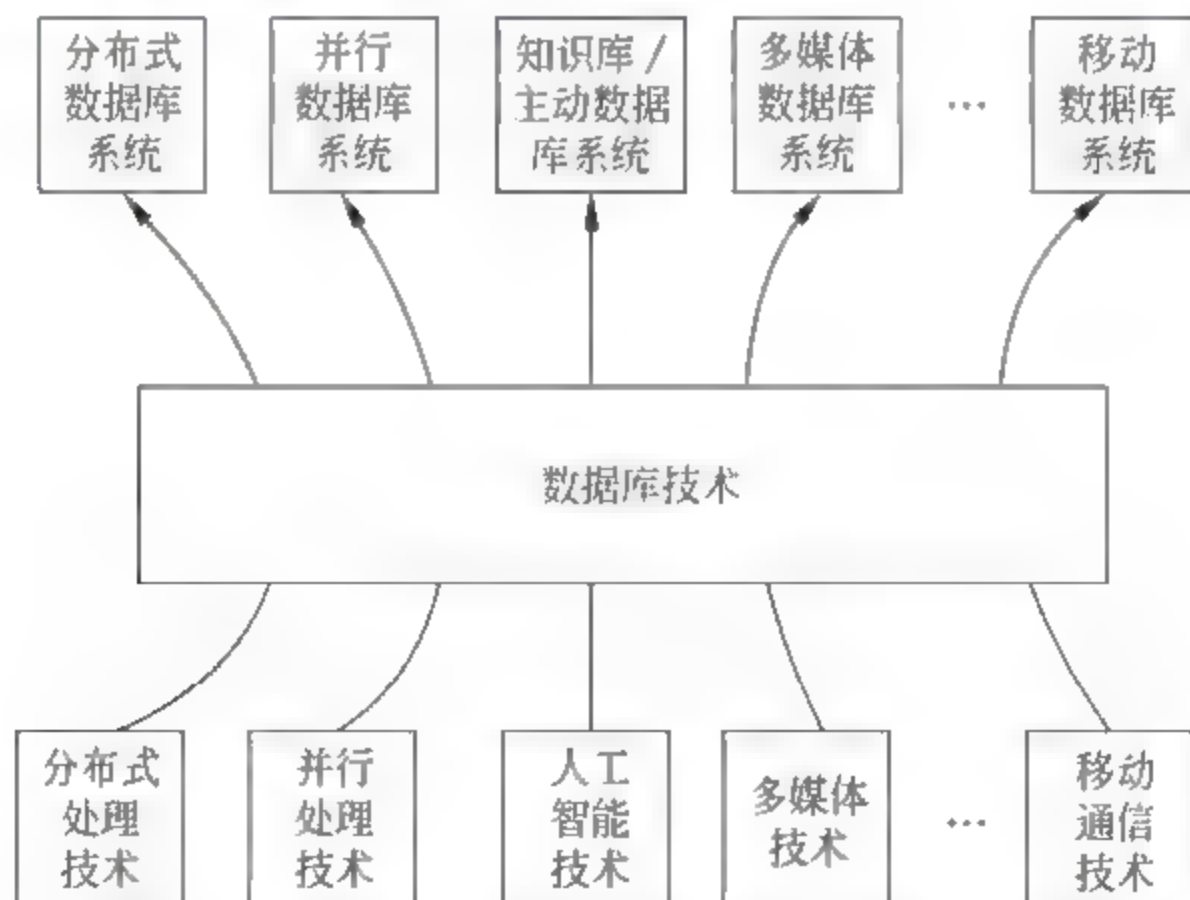 分布式
数据库
系统
并行
数据库
系统
知识库/
主动数据
库系统
多媒体
数据库
系统
…
移动
数据库
系统
数据库技术
分布式
处理
技术
并行
处理
技术
人工
智能
技术
多媒体
技术
…
移动
通信
技术